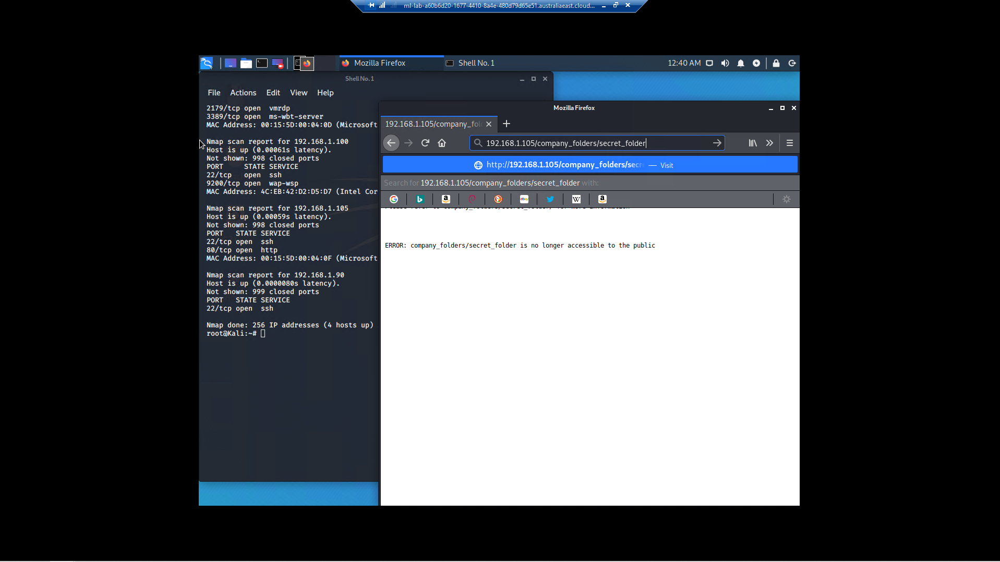 ml-lab-a60b6d20-1677-4410-8a4e-480d79d65e51.australiaeast.cloud...
Mozilla Firefox
Shell No. 1
12:40 AM
Shell No. 1
File Actions Edit View Help
2179/tcp open  vmrdp
3389/tcp open  ms-wbt-server
MAC Address: 00:15:5D:00:04:0D (Microsoft
Nmap scan report for 192.168.1.100
Host is up (0.00061s latency).
Not shown: 998 closed ports
PORT     STATE SERVICE
22/tcp   open  ssh
9200/tcp open  wap-wsp
MAC Address: 4C:EB:42:D2:D5:D7 (Intel Cor
Nmap scan report for 192.168.1.105
Host is up (0.00059s latency).
Not shown: 998 closed ports
PORT   STATE SERVICE
22/tcp open  ssh
80/tcp open  http
MAC Address: 00:15:5D:00:04:0F (Microsoft
Nmap scan report for 192.168.1.90
Host is up (0.0000080s latency).
Not shown: 999 closed ports
PORT   STATE SERVICE
22/tcp open  ssh
Nmap done: 256 IP addresses (4 hosts up)
root@Kali:~#
Mozilla Firefox
192.168.1.105/company_fol
192.168.1.105/company_folders/secret_folder
http://192.168.1.105/company_folders/secr — Visit
Search for 192.168.1.105/company_folders/secret_folder with:
ERROR: company_folders/secret_folder is no longer accessible to the public